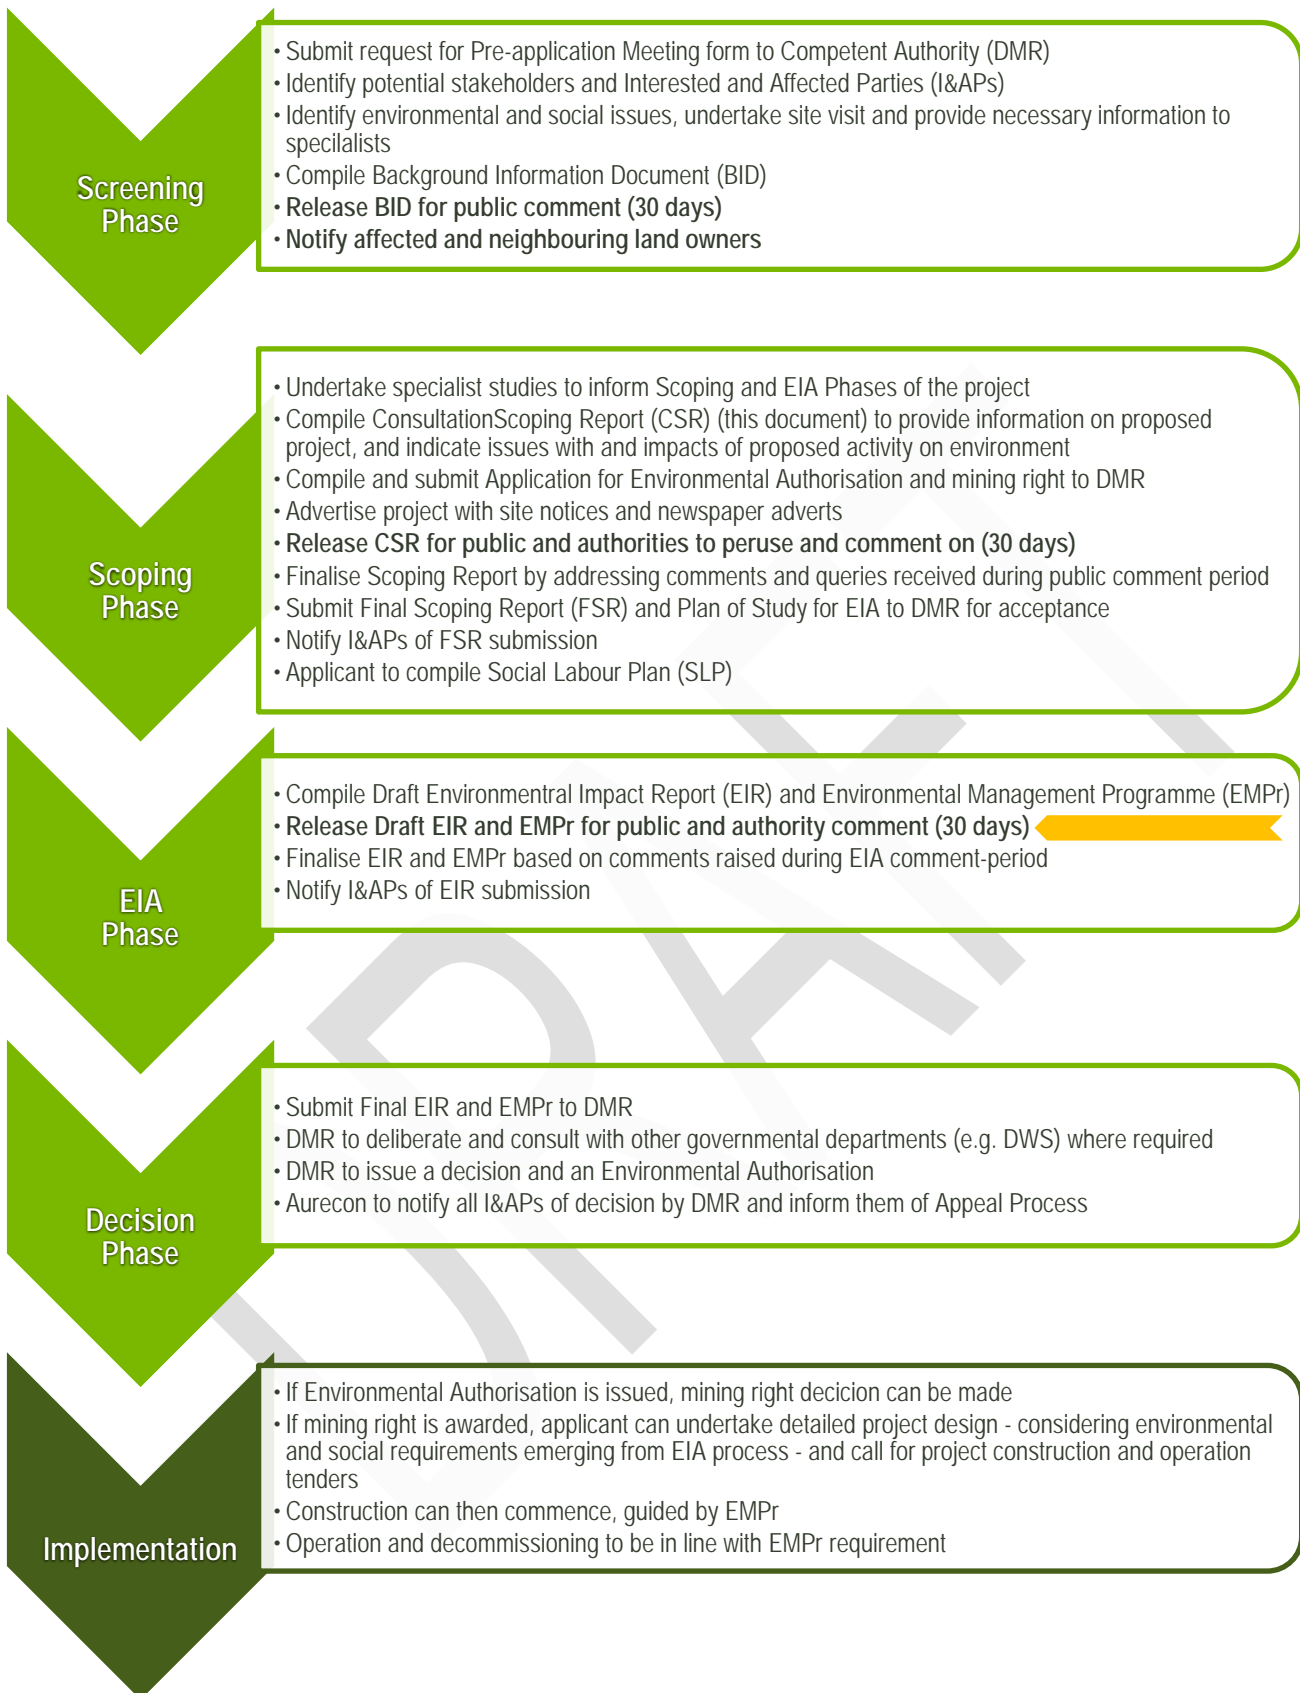 Screening
Phase
• Submit request for Pre-application Meeting form to Competent Authority (DMR)
• Identify potential stakeholders and Interested and Affected Parties (I&APs)
• Identify environmental and social issues, undertake site visit and provide necessary information to
specilalists
• Compile Background Information Document (BID)
• Release BID for public comment (30 days)
• Notify affected and neighbouring land owners
Scoping
Phase
• Undertake specialist studies to inform Scoping and EIA Phases of the project
• Compile ConsultationScoping Report (CSR) (this document) to provide information on proposed
project, and indicate issues with and impacts of proposed activity on environment
• Compile and submit Application for Environmental Authorisation and mining right to DMR
• Advertise project with site notices and newspaper adverts
• Release CSR for public and authorities to peruse and comment on (30 days)
• Finalise Scoping Report by addressing comments and queries received during public comment period
• Submit Final Scoping Report (FSR) and Plan of Study for EIA to DMR for acceptance
• Notify I&APs of FSR submission
• Applicant to compile Social Labour Plan (SLP)
EIA
Phase
• Compile Draft Environmentral Impact Report (EIR) and Environmental Management Programme (EMPr)
• Release Draft EIR and EMPr for public and authority comment (30 days)
• Finalise EIR and EMPr based on comments raised during EIA comment-period
• Notify I&APs of EIR submission
Decision
Phase
• Submit Final EIR and EMPr to DMR
• DMR to deliberate and consult with other governmental departments (e.g. DWS) where required
• DMR to issue a decision and an Environmental Authorisation
• Aurecon to notify all I&APs of decision by DMR and inform them of Appeal Process
Implementation
• If Environmental Authorisation is issued, mining right decicion can be made
• If mining right is awarded, applicant can undertake detailed project design - considering environmental
and social requirements emerging from EIA process - and call for project construction and operation
tenders
• Construction can then commence, guided by EMPr
• Operation and decommissioning to be in line with EMPr requirement
DRAFT